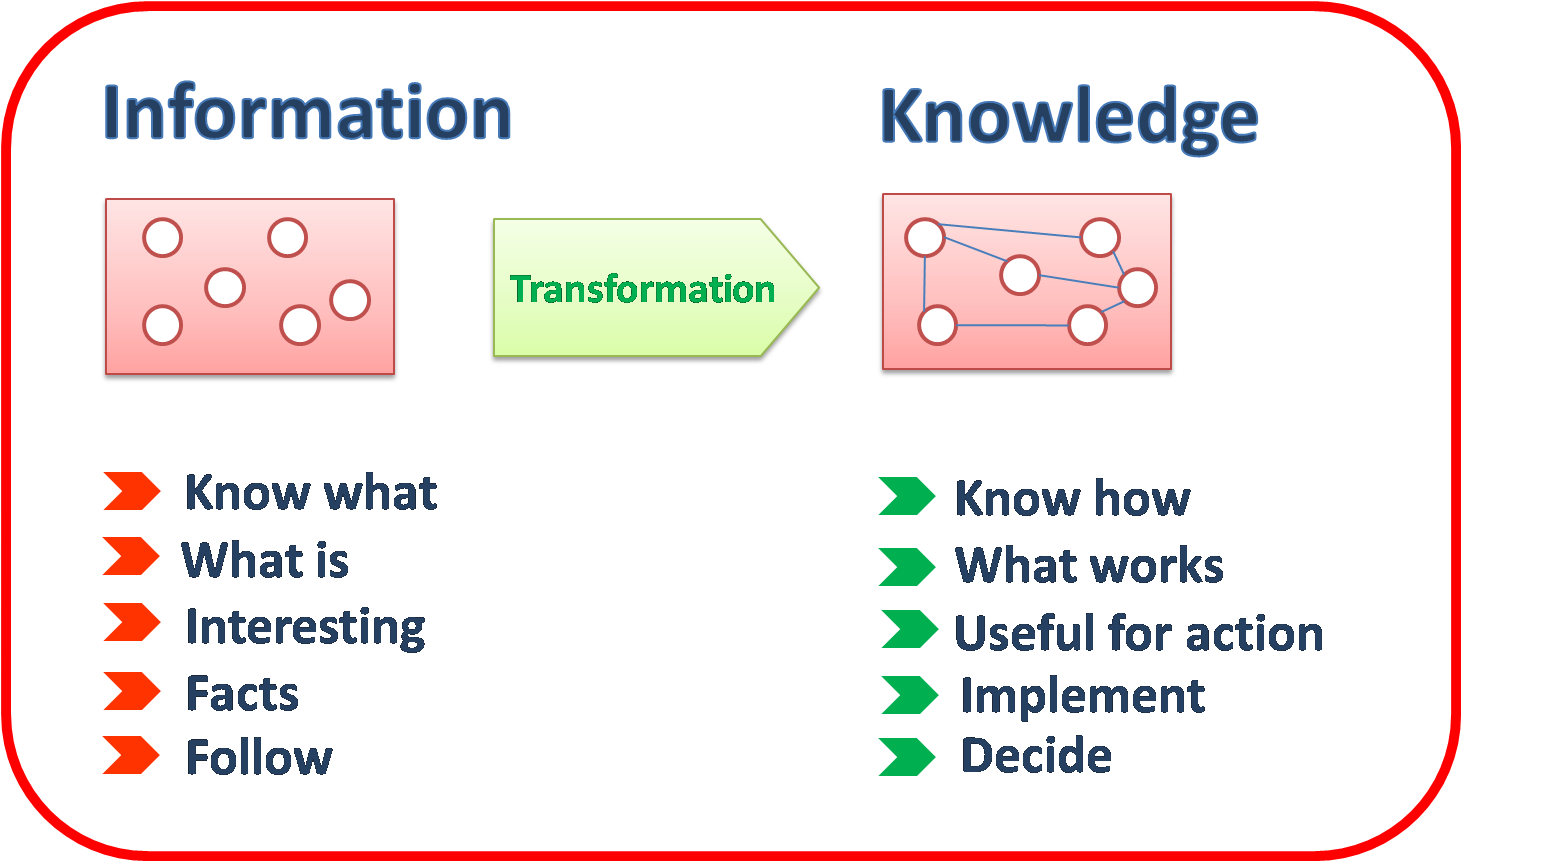 Information
Knowledge
Transformation
Know what
What is
Interesting
Facts
Follow
Know how
What works
Useful for action
Implement
Decide